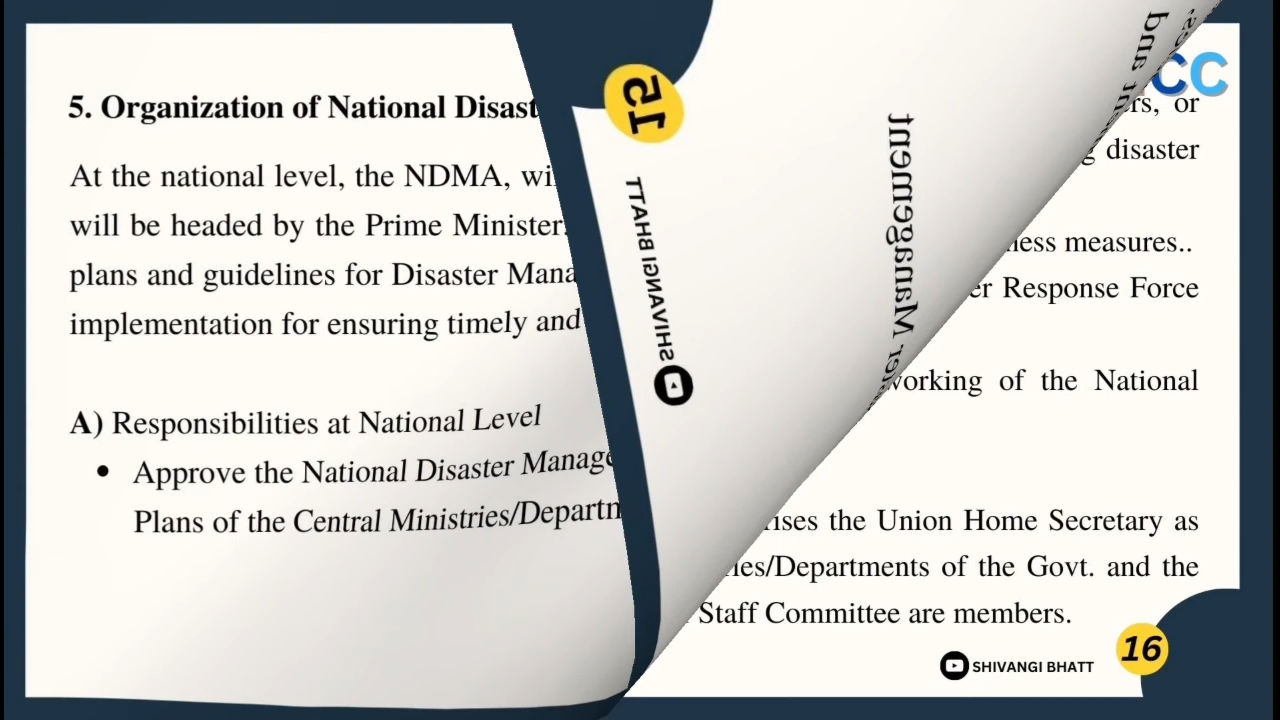 5. Organization of National Disast
At the national level, the NDMA, wi
will be headed by the Prime Minister.
plans and guidelines for Disaster Mana
implementation for ensuring timely and
A) Responsibilities at National Level
Approve the National Disaster Manage
Plans of the Central Ministries/Departm
15
SHIVANGI BHATT
Management
and
CC
rs, or
disaster
ness measures..
er Response Force
working of the National
rises the Union Home Secretary as
ries/Departments of the Govt. and the
Staff Committee are members.
SHIVANGI BHATT
16